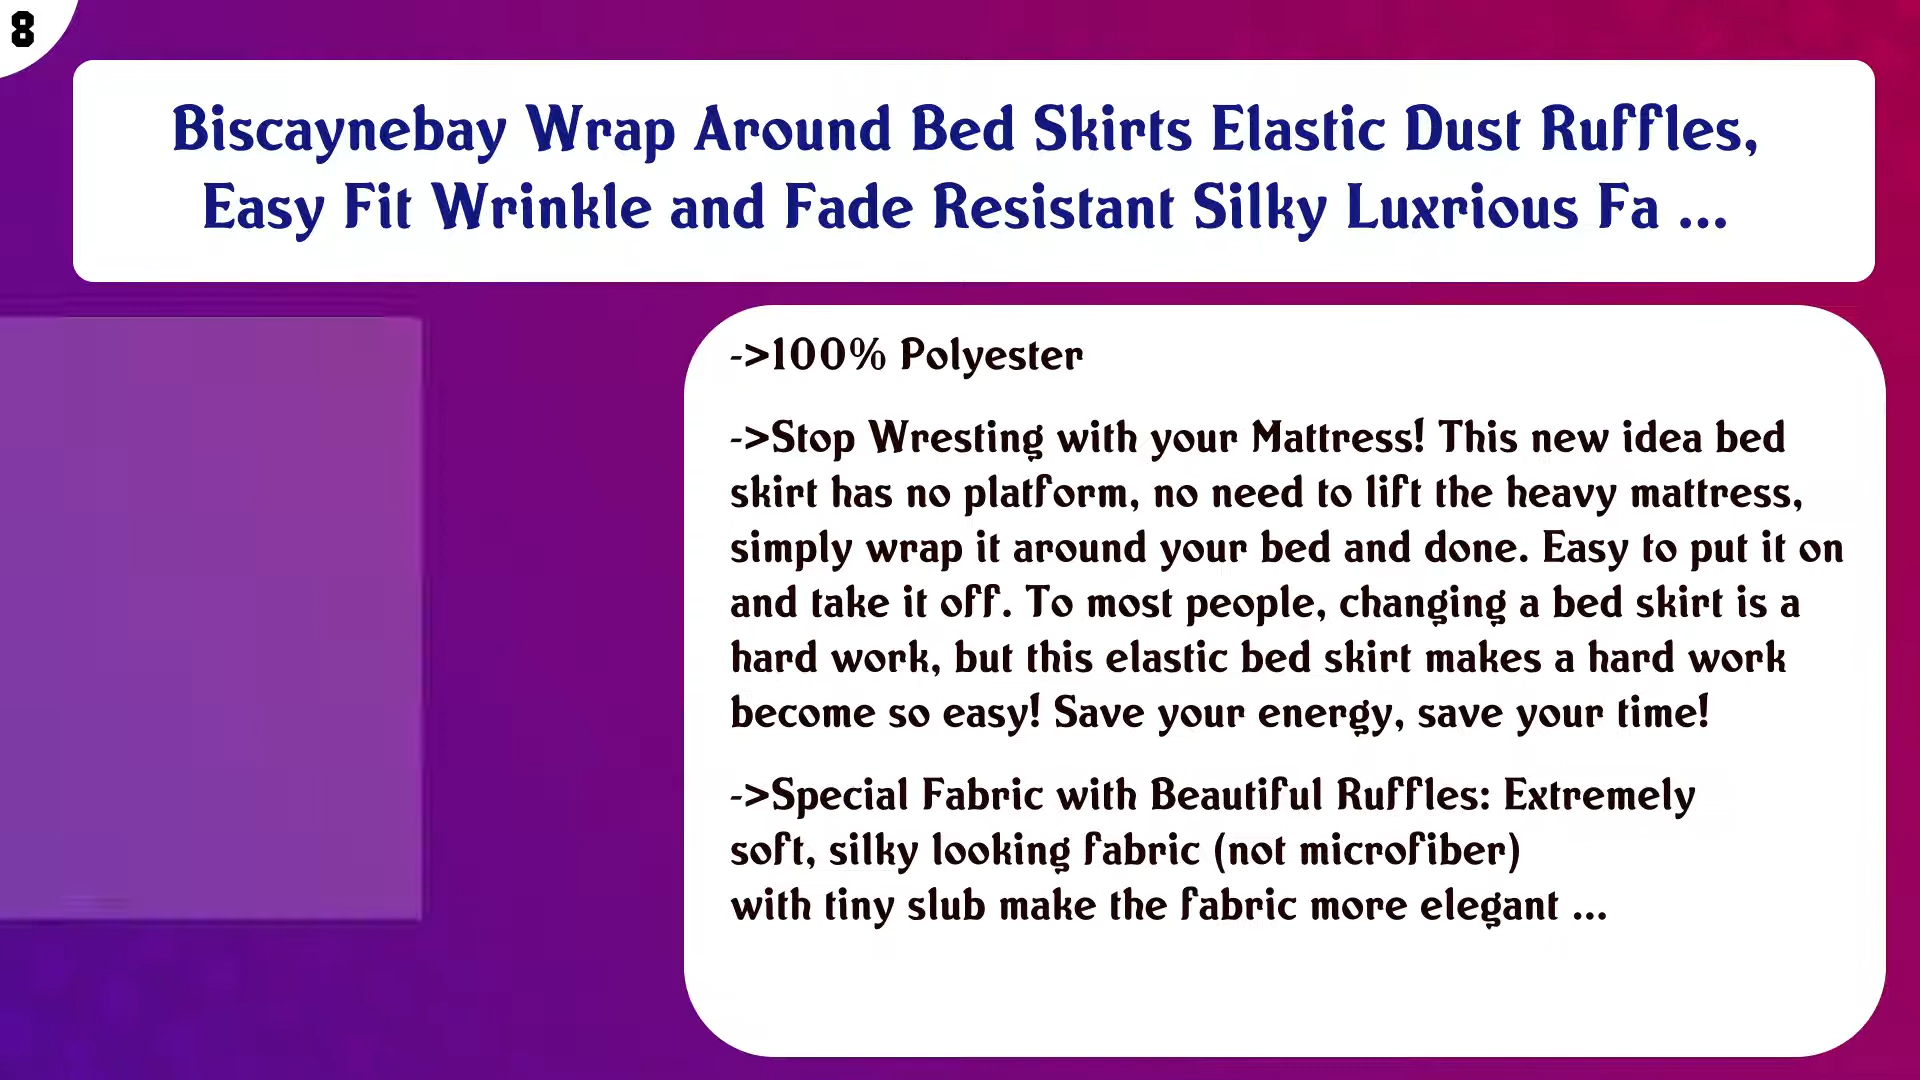 8
Biscaynebay Wrap Around Bed Skirts Elastic Dust Ruffles,
Easy Fit Wrinkle and Fade Resistant Silky Luxrious Fa ...
->100% Polyester
->Stop Wresting with your Mattress! This new idea bed
skirt has no platform, no need to lift the heavy mattress,
simply wrap it around your bed and done. Easy to put it on
and take it off. To most people, changing a bed skirt is a
hard work, but this elastic bed skirt makes a hard work
become so easy! Save your energy, save your time!
->Special Fabric with Beautiful Ruffles: Extremely
soft, silky looking fabric (not microfiber)
with tiny slub make the fabric more elegant ...